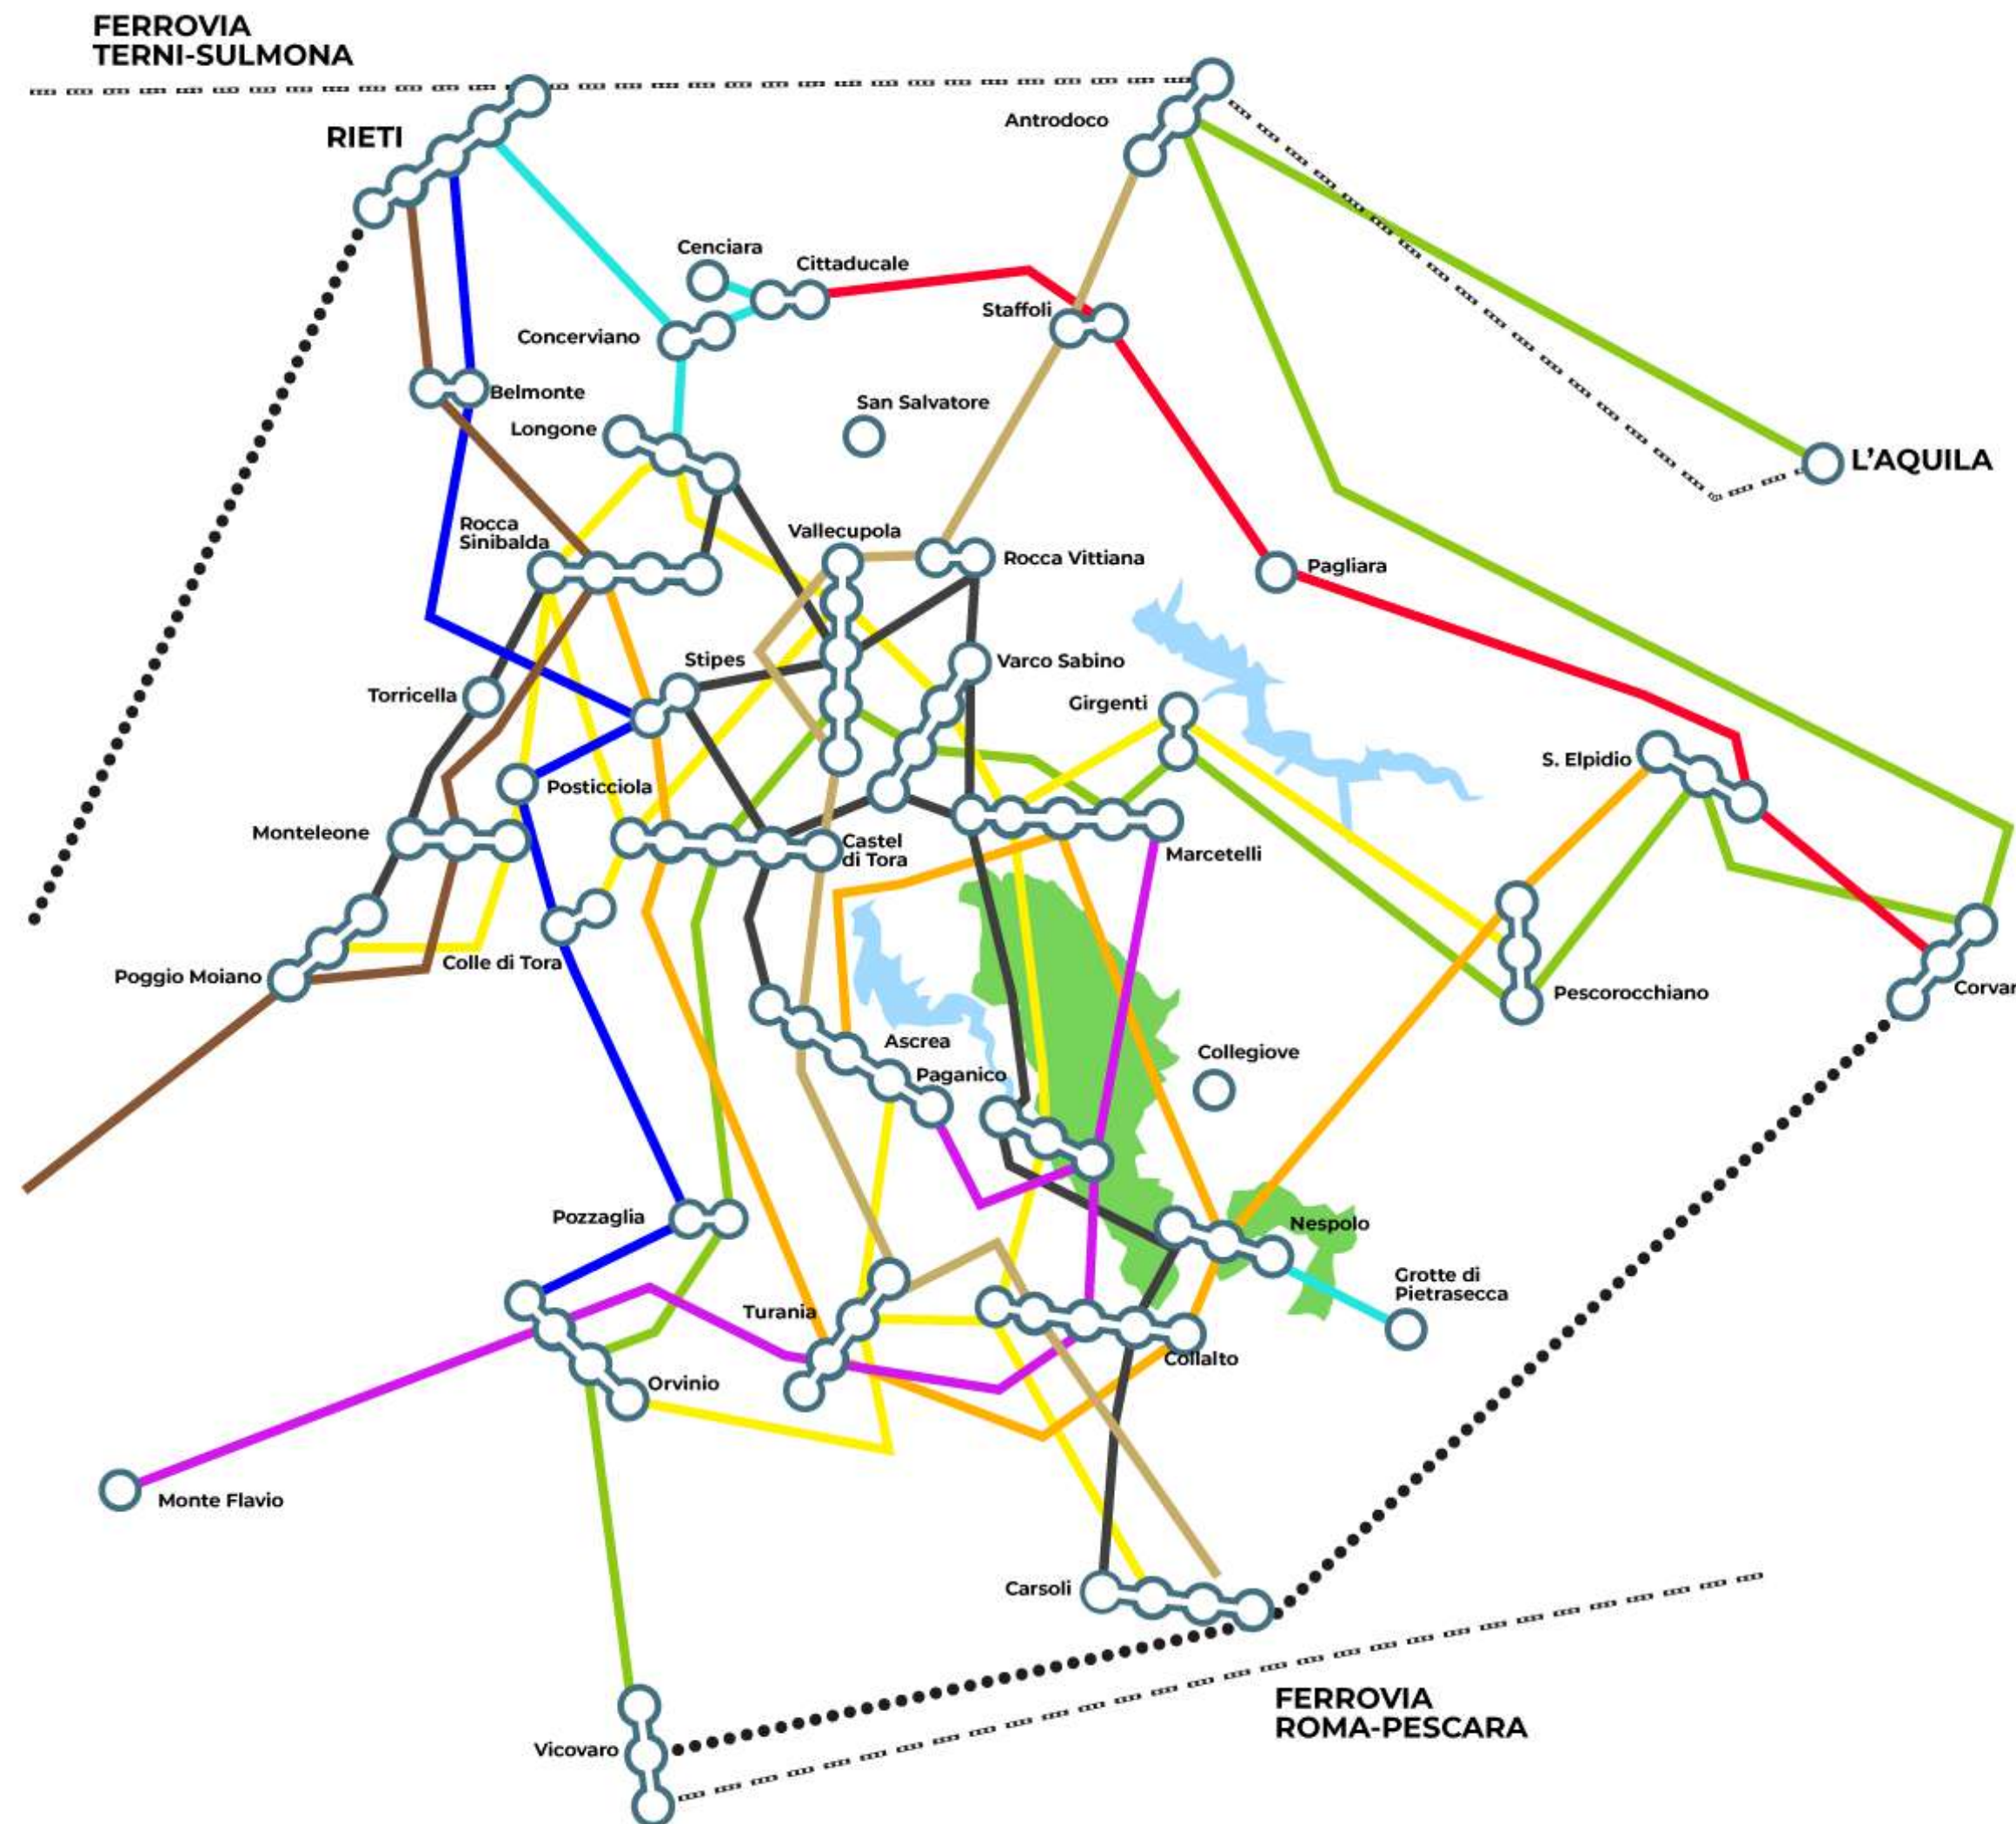 FERROVIA
TERNI-SULMONA
RIETI
Antrodoco
Cenciara
Cittaducale
Staffoli
Concerviano
Belmonte
San Salvatore
Longone
L'AQUILA
Rocca
Sinibalda
Vallecupola
Rocca Vittiana
Pagliara
Stipes
Varco Sabino
Torricella
Girgenti
S. Elpidio
Posticciola
Monteleone
Castel
di Tora
Marcetelli
Colle di Tora
Poggio Moiano
Pescorocchiano
Corvar
Ascrea
Collegiove
Paganico
Pozzaglia
Nespolo
Grotte di
Pietrasecca
Turania
Collalto
Orvinio
Monte Flavio
Carsoli
FERROVIA
ROMA-PESCARA
Vicovaro